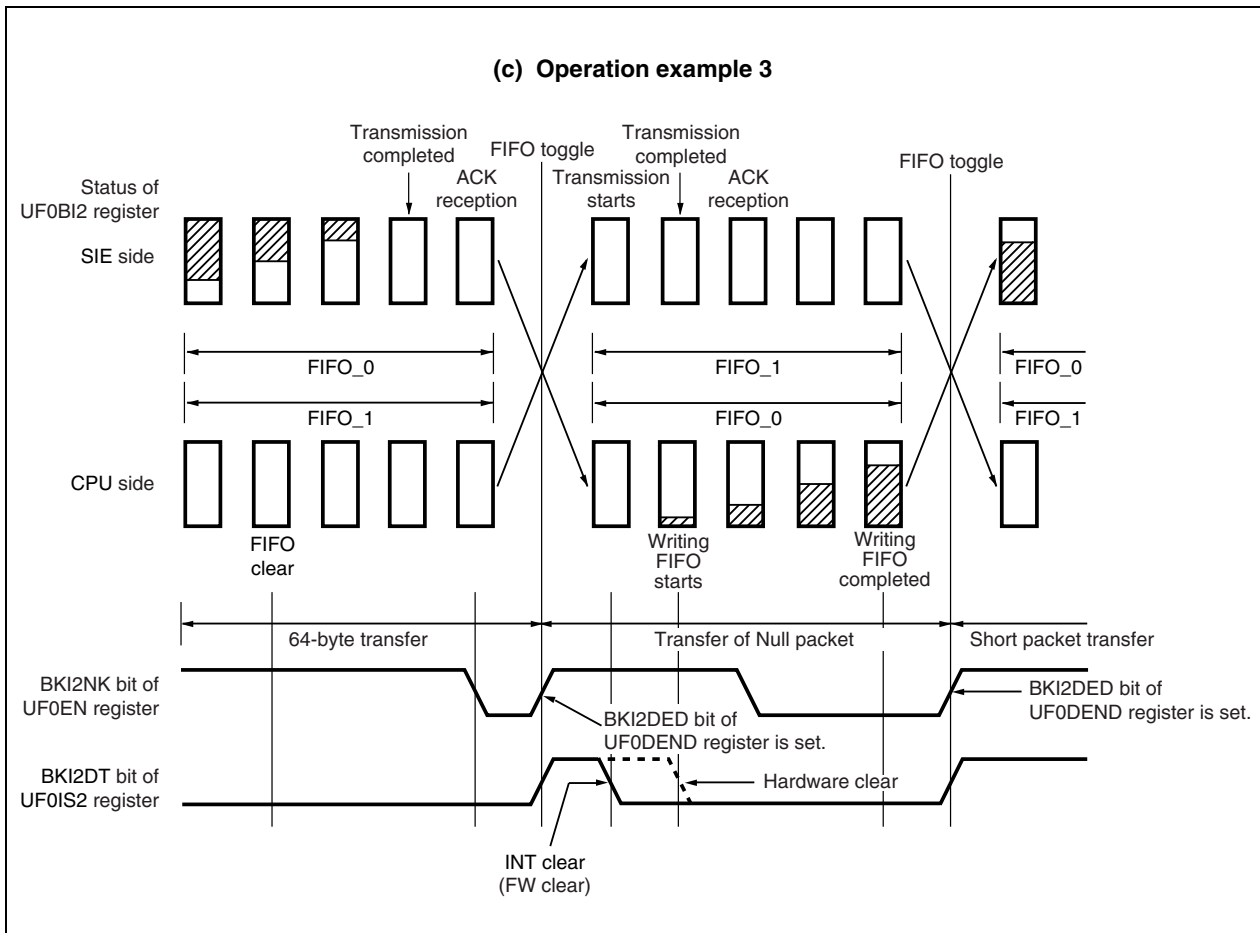 (c) Operation example 3
Transmission
completed
FIFO toggle
Transmission
completed
FIFO toggle
Status of
UF0BI2 register
ACK
reception
Transmission
starts
ACK
reception
SIE side
FIFO_0
FIFO_1
FIFO_0
FIFO_1
FIFO_0
FIFO_1
CPU side
FIFO
clear
Writing
FIFO
starts
Writing
FIFO
completed
64-byte transfer
Transfer of Null packet
Short packet transfer
BKI2NK bit of
UF0EN register
BKI2DED bit of
UF0DEND register is set.
BKI2DED bit of
UF0DEND register is set.
BKI2DT bit of
UF0IS2 register
Hardware clear
INT clear
(FW clear)